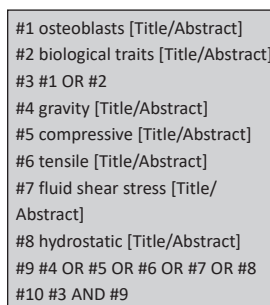 #1 osteoblasts [Title/Abstract]
#2 biological traits [Title/Abstract]
#3 #1 OR #2
#4 gravity [Title/Abstract]
#5 compressive [Title/Abstract]
#6 tensile [Title/Abstract]
#7 fluid shear stress [Title/
Abstract]
#8 hydrostatic [Title/Abstract]
#9 #4 OR #5 OR #6 OR #7 OR #8
#10 #3 AND #9